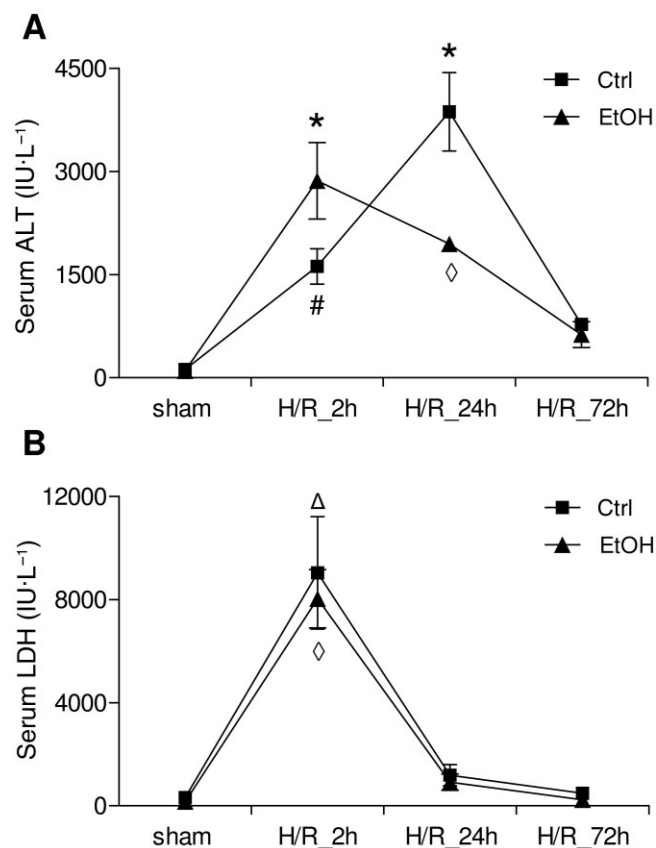 A
Serum ALT (IU·L⁻¹)
4500
3000
1500
0
*
*
#
◊
Ctrl
EtOH
sham H/R_2h H/R_24h H/R_72h
B
Serum LDH (IU·L⁻¹)
12000
8000
4000
0
Δ
◊
Ctrl
EtOH
sham H/R_2h H/R_24h H/R_72h